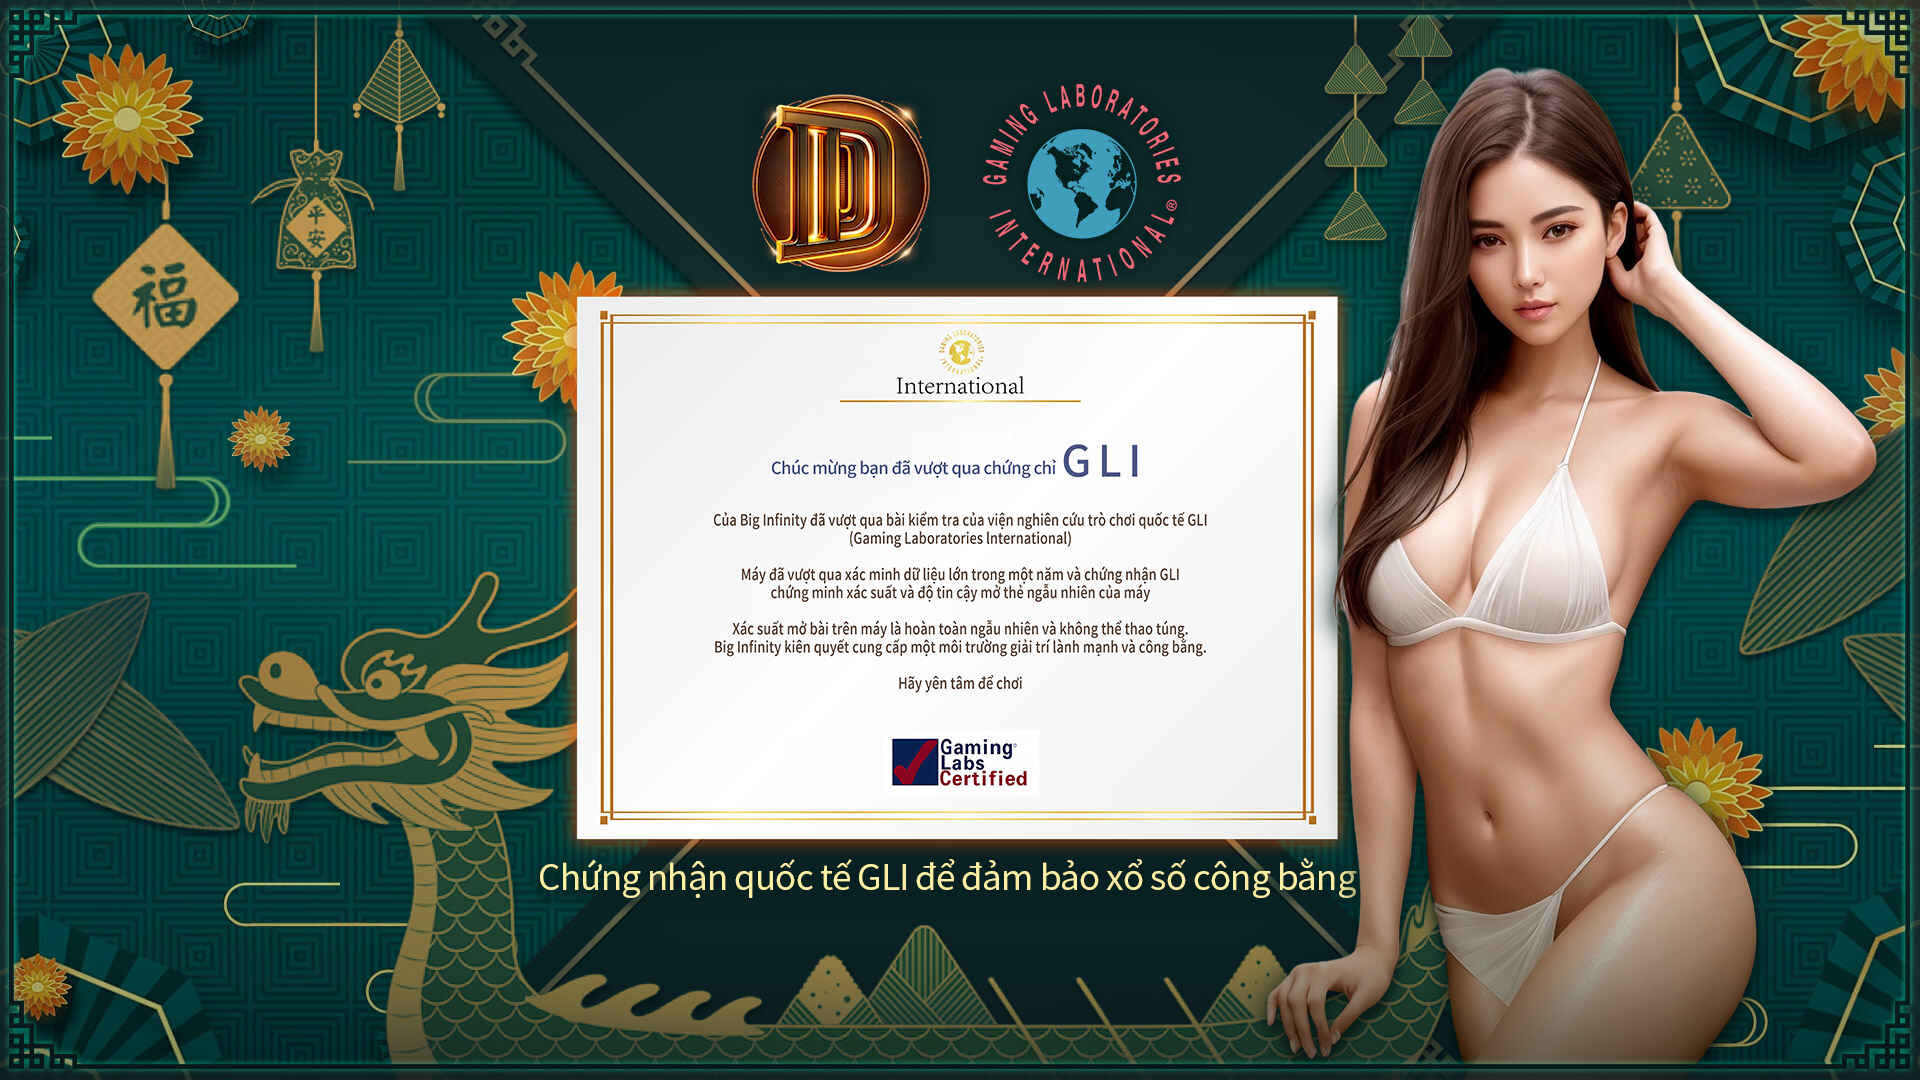 GAMING LABORATORIES
INTERNATIONAL®
D
福
平
安
GAMING LABORATORIES
INTERNATIONAL
International
Chúc mừng bạn đã vượt qua chứng chỉ GLI
Của Big Infinity đã vượt qua bài kiểm tra của viện nghiên cứu trò chơi quốc tế GLI
(Gaming Laboratories lnternational)
Máy đã vượt qua xác minh dữ liệu lớn trong một năm và chứng nhận GLI
chứng minh xác suất và độ tin cậy mở thẻ ngẫu nhiên của máy
Xác suất mở bài trên máy là hoàn toàn ngẫu nhiên và không thể thao túng.
Big Infinity kiên quyết cung cấp một môi trường giải trí lành mạnh và công bằng.
Hãy yên tâm để chơi
Gaming®
Labs
Certified
Chứng nhận quốc tế GLI để đảm bảo xổ số công bằng